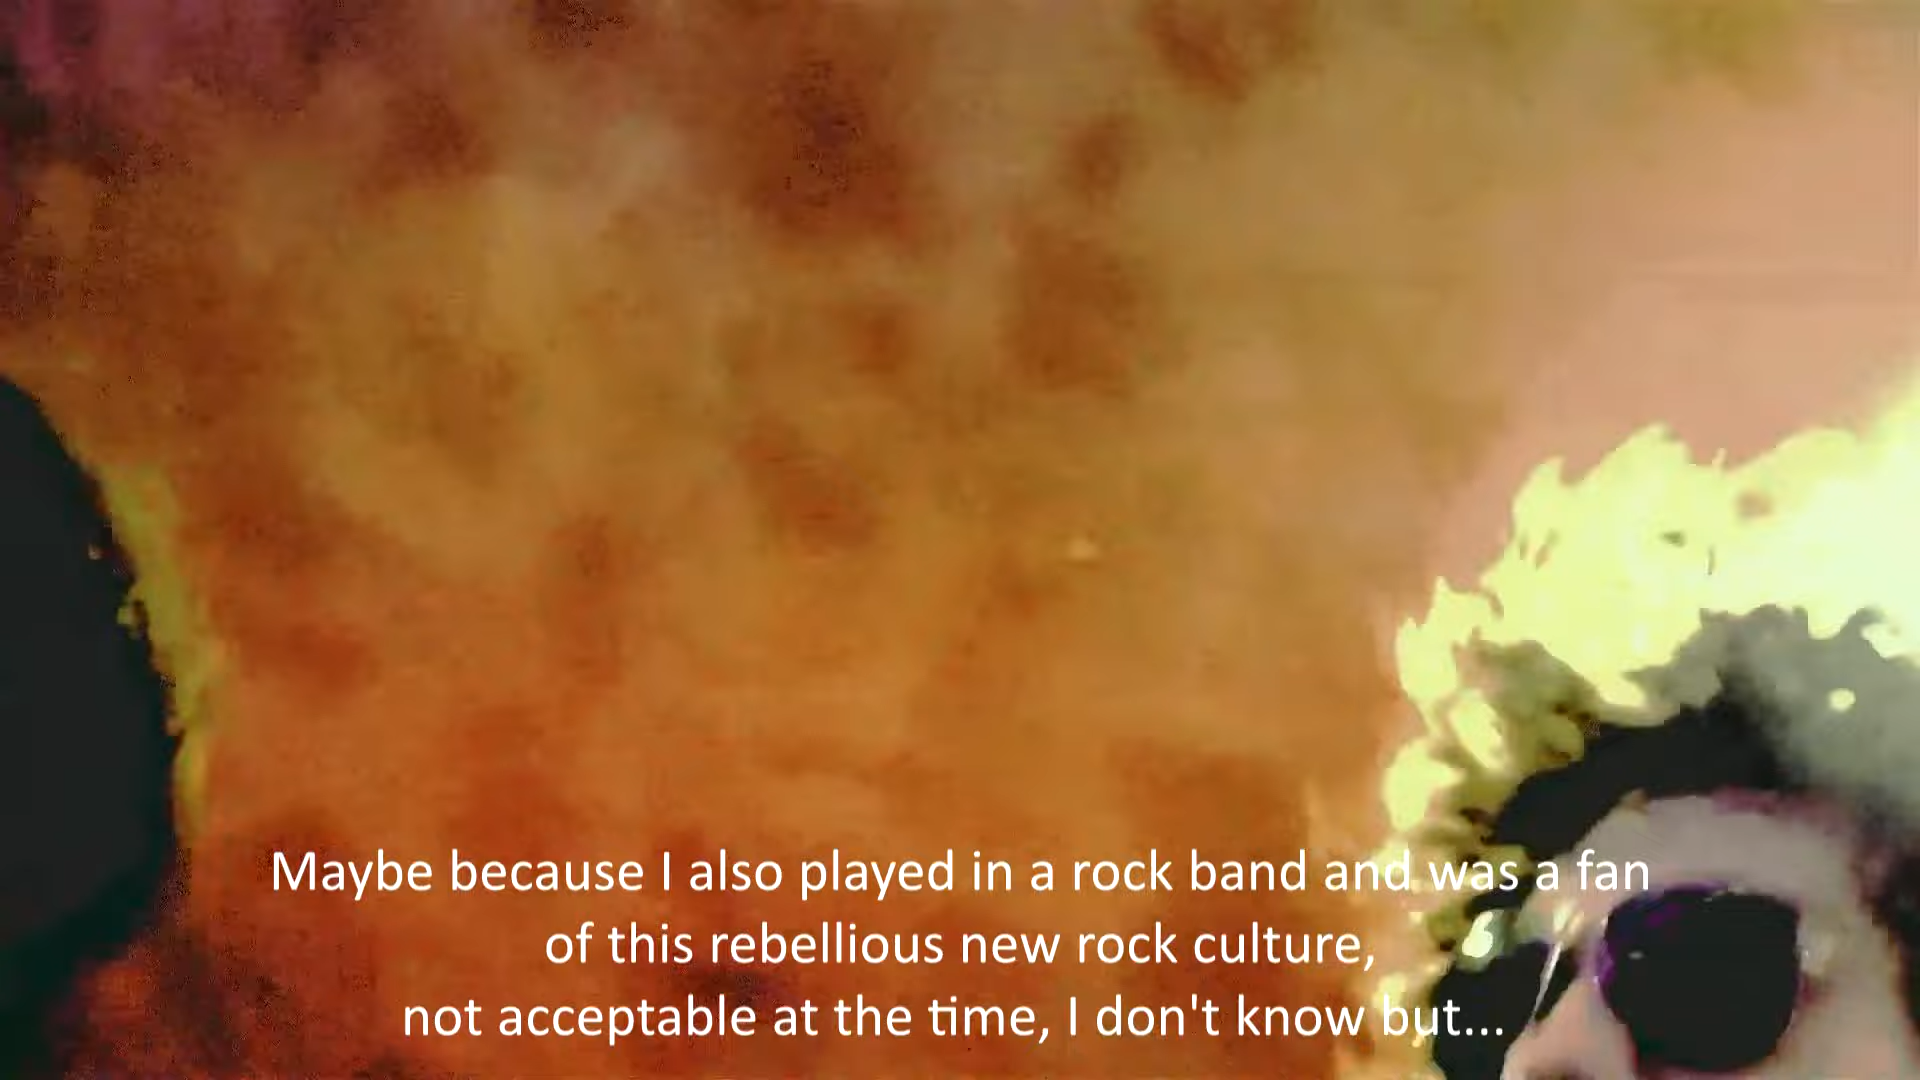 Maybe because I also played in a rock band and was a fan
of this rebellious new rock culture,
not acceptable at the time, I don't know but...